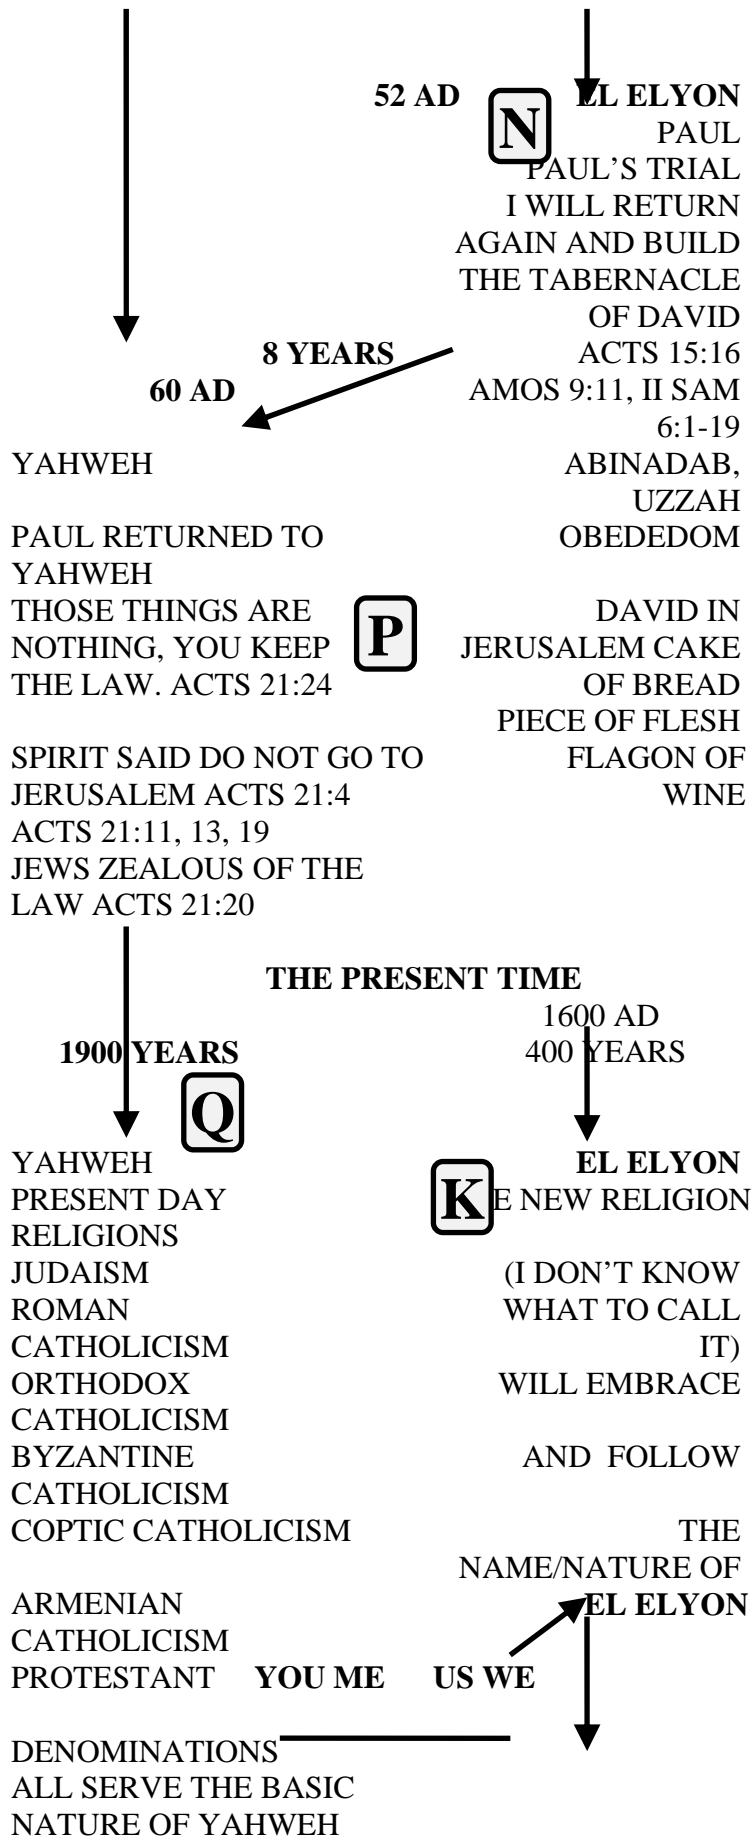 52 AD
N
EL ELYON
PAUL
PAUL’S TRIAL
I WILL RETURN
AGAIN AND BUILD
THE TABERNACLE
OF DAVID
8 YEARS
ACTS 15:16
60 AD
AMOS 9:11, II SAM
6:1-19
YAHWEH
ABINADAB,
UZZAH
PAUL RETURNED TO
OBEDEDOM
YAHWEH
THOSE THINGS ARE
NOTHING, YOU KEEP
THE LAW. ACTS 21:24
P
DAVID IN
JERUSALEM CAKE
OF BREAD
PIECE OF FLESH
FLAGON OF
WINE
SPIRIT SAID DO NOT GO TO
JERUSALEM ACTS 21:4
ACTS 21:11, 13, 19
JEWS ZEALOUS OF THE
LAW ACTS 21:20
THE PRESENT TIME
1600 AD
1900 YEARS
400 YEARS
Q
YAHWEH
PRESENT DAY
RELIGIONS
JUDAISM
ROMAN
CATHOLICISM
ORTHODOX
CATHOLICISM
BYZANTINE
CATHOLICISM
COPTIC CATHOLICISM
ARMENIAN
CATHOLICISM
PROTESTANT
DENOMINATIONS
ALL SERVE THE BASIC
NATURE OF YAHWEH
EL ELYON
K
E NEW RELIGION
(I DON’T KNOW
WHAT TO CALL
IT)
WILL EMBRACE
AND FOLLOW
THE
NAME/NATURE OF
EL ELYON
YOU ME US WE